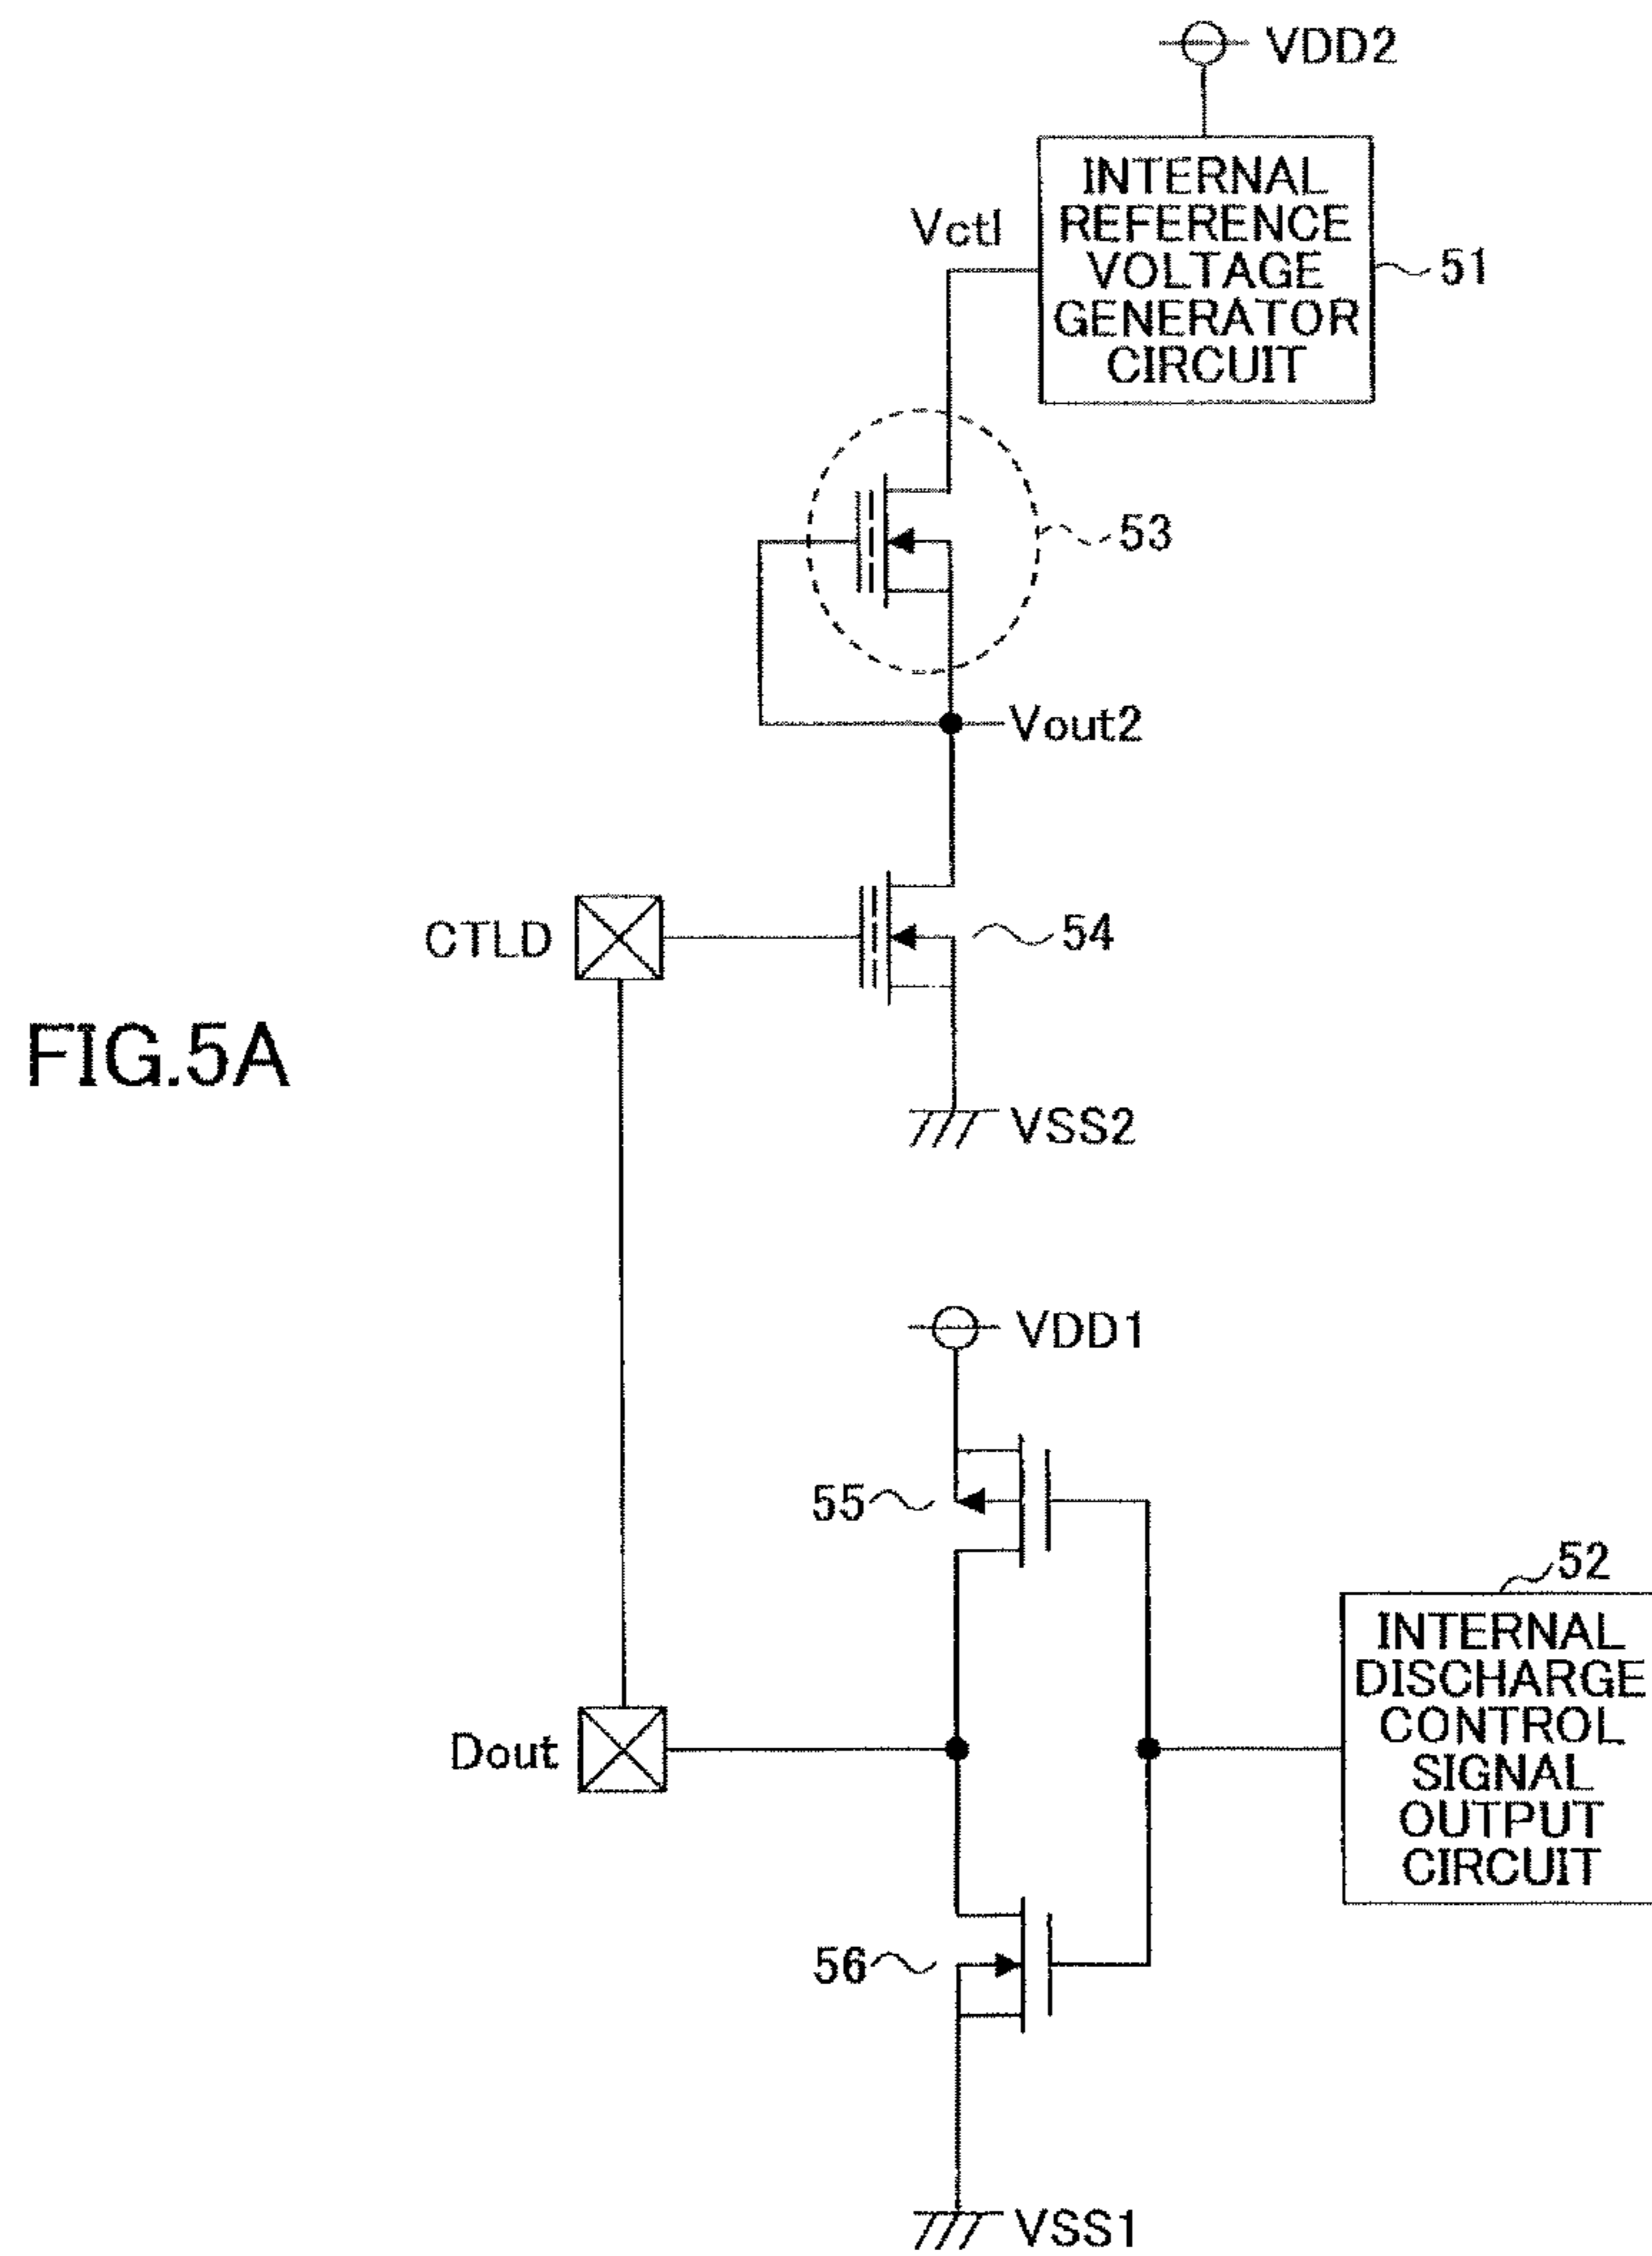 VDD2
INTERNAL
REFERENCE
VOLTAGE
GENERATOR
CIRCUIT
51
Vctl
53
Vout2
CTLD
54
FIG.5A
VSS2
VDD1
55
52
INTERNAL
DISCHARGE
CONTROL
SIGNAL
OUTPUT
CIRCUIT
Dout
56
VSS1